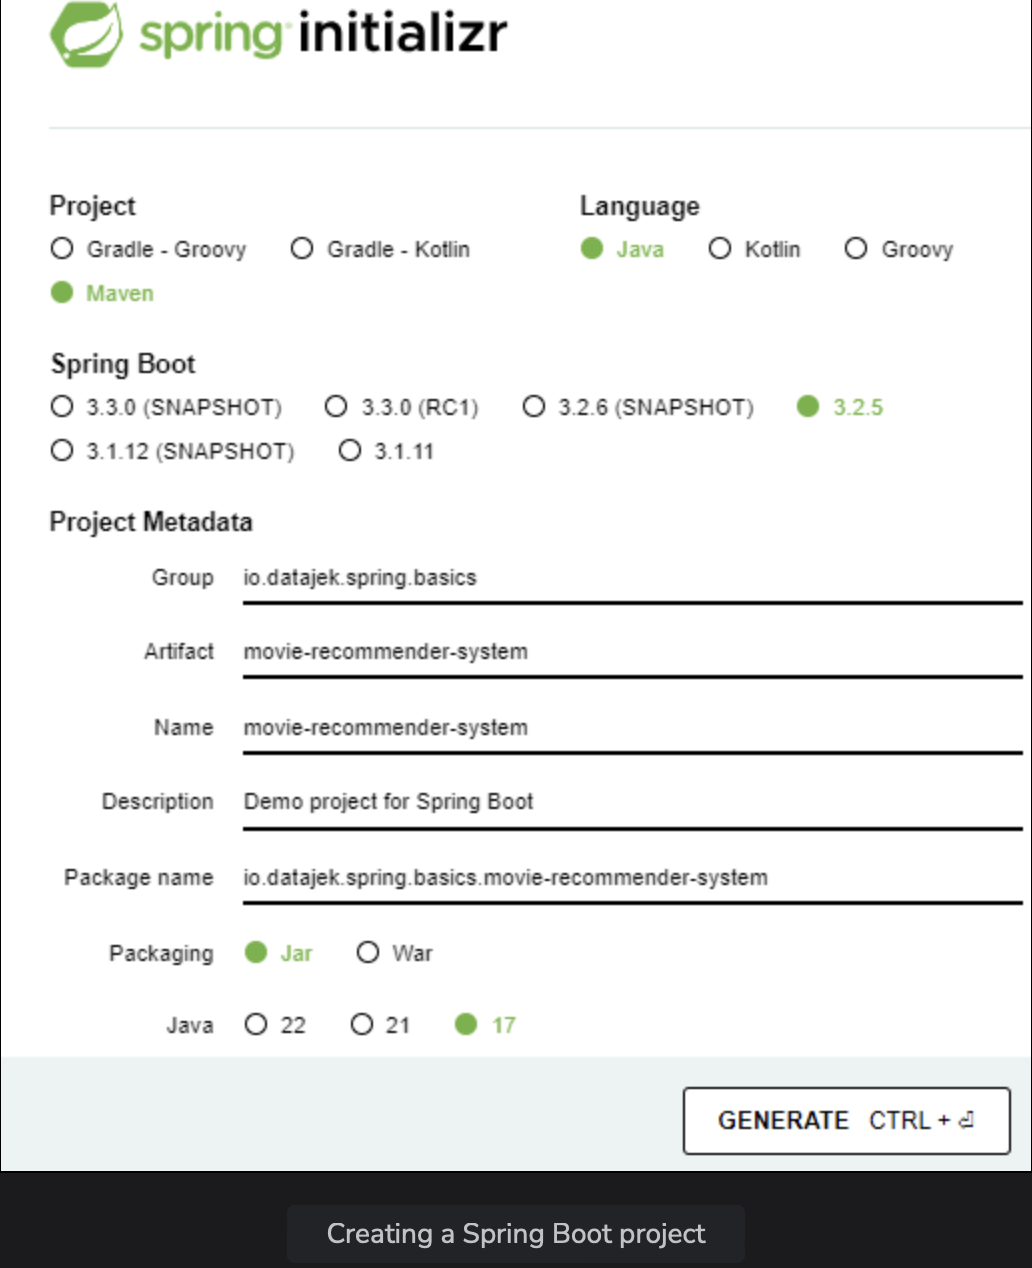 spring initializr
Project
Language
Gradle - Groovy Gradle - Kotlin
Java Kotlin Groovy
Maven
Spring Boot
3.3.0 (SNAPSHOT) 3.3.0 (RC1) 3.2.6 (SNAPSHOT) 3.2.5
3.1.12 (SNAPSHOT) 3.1.11
Project Metadata
Group io.datajek.spring.basics
Artifact movie-recommender-system
Name movie-recommender-system
Description Demo project for Spring Boot
Package name io.datajek.spring.basics.movie-recommender-system
Packaging Jar War
Java 22 21 17
GENERATE CTRL + ⏎
Creating a Spring Boot project